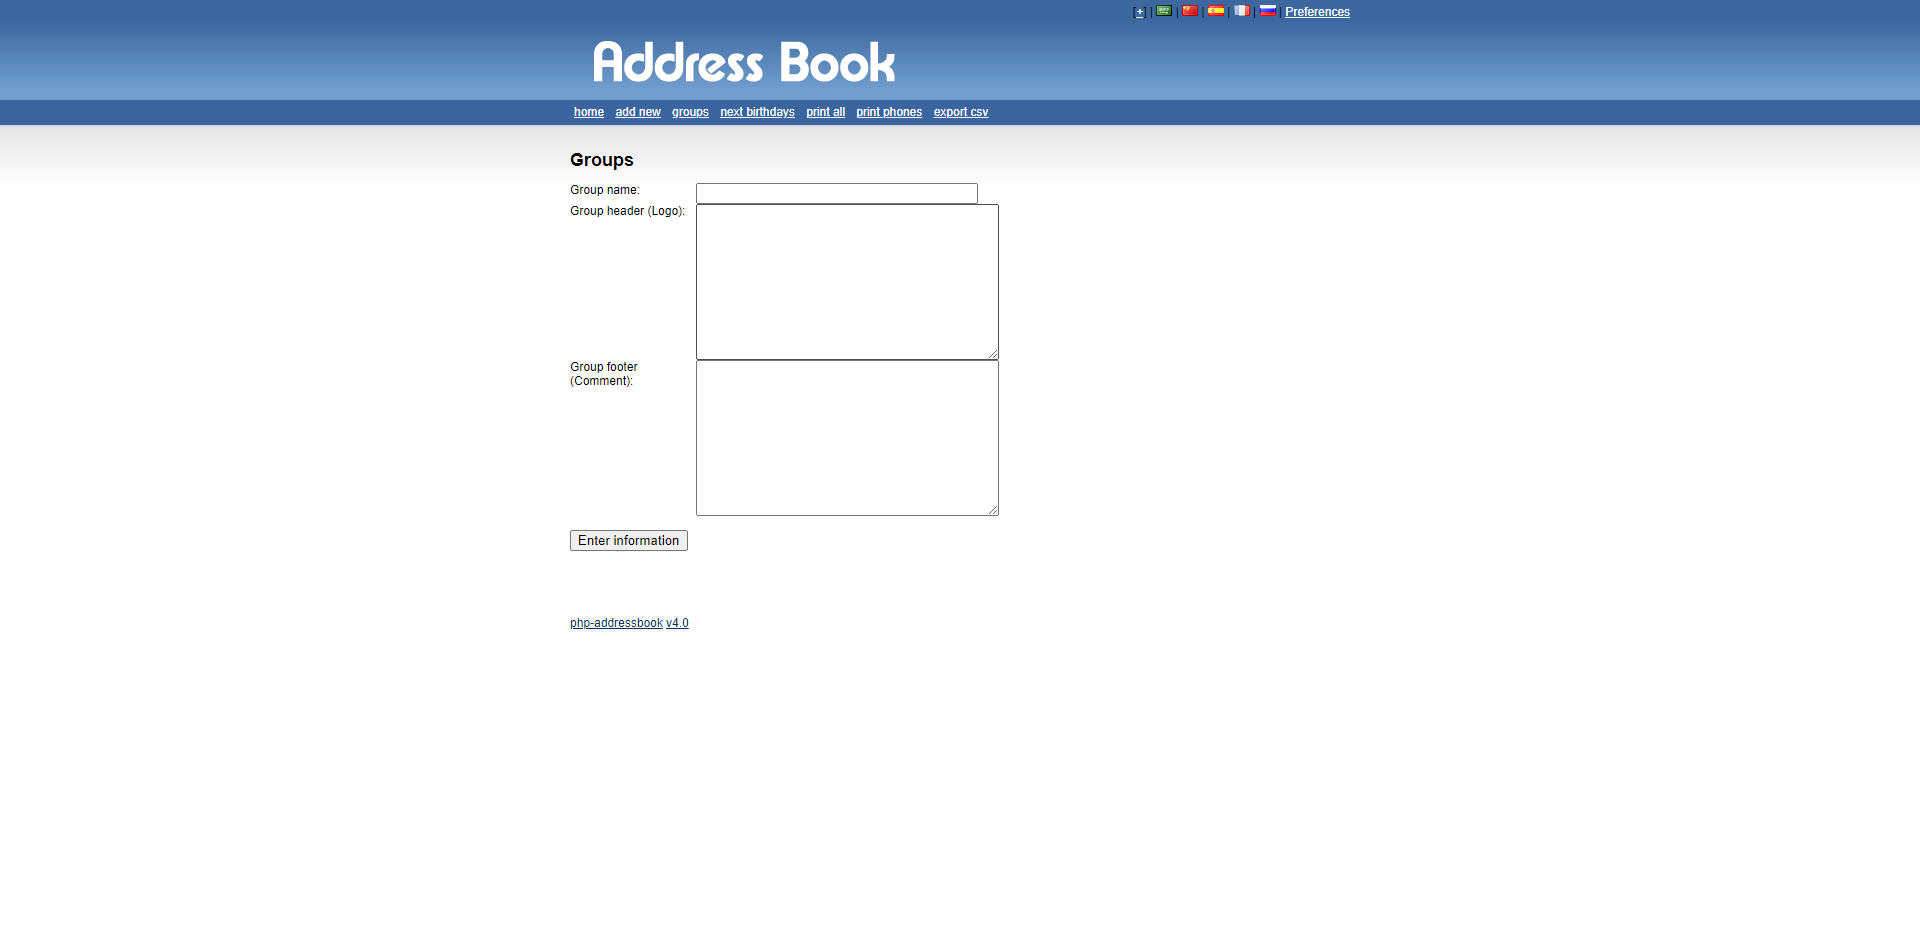 [+] | | | | | | Preferences
Address Book
home add new groups next birthdays print all print phones export csv
Groups
Group name:
Group header (Logo):
Group footer
(Comment):
Enter information
php-addressbook v4.0